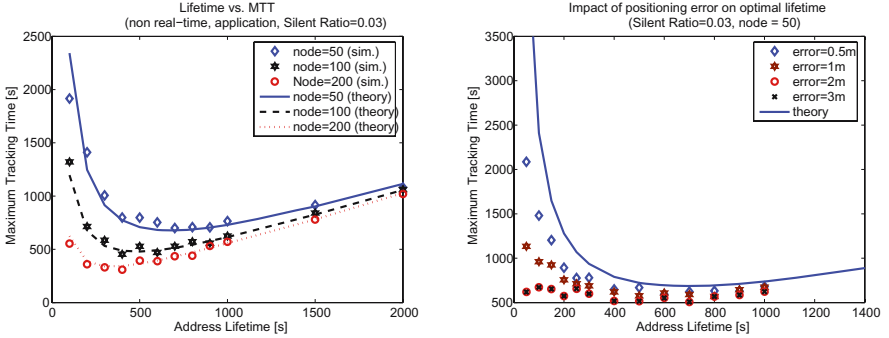 Lifetime vs. MTT
(non real−time, application, Silent Ratio=0.03)
2500
2000
1500
1000
500
0
0
500
1000
1500
2000
Maximum Tracking Time [s]
Address Lifetime [s]
node=50 (sim.)
node=100 (sim.)
Node=200 (sim.)
node=50 (theory)
node=100 (theory)
node=200 (theory)
Impact of positioning error on optimal lifetime
(Silent Ratio=0.03, node = 50)
3500
3000
2500
2000
1500
1000
500
0
200
400
600
800
1000
1200
1400
Maximum Tracking Time [s]
Address Lifetime [s]
error=0.5m
error=1m
error=2m
error=3m
theory